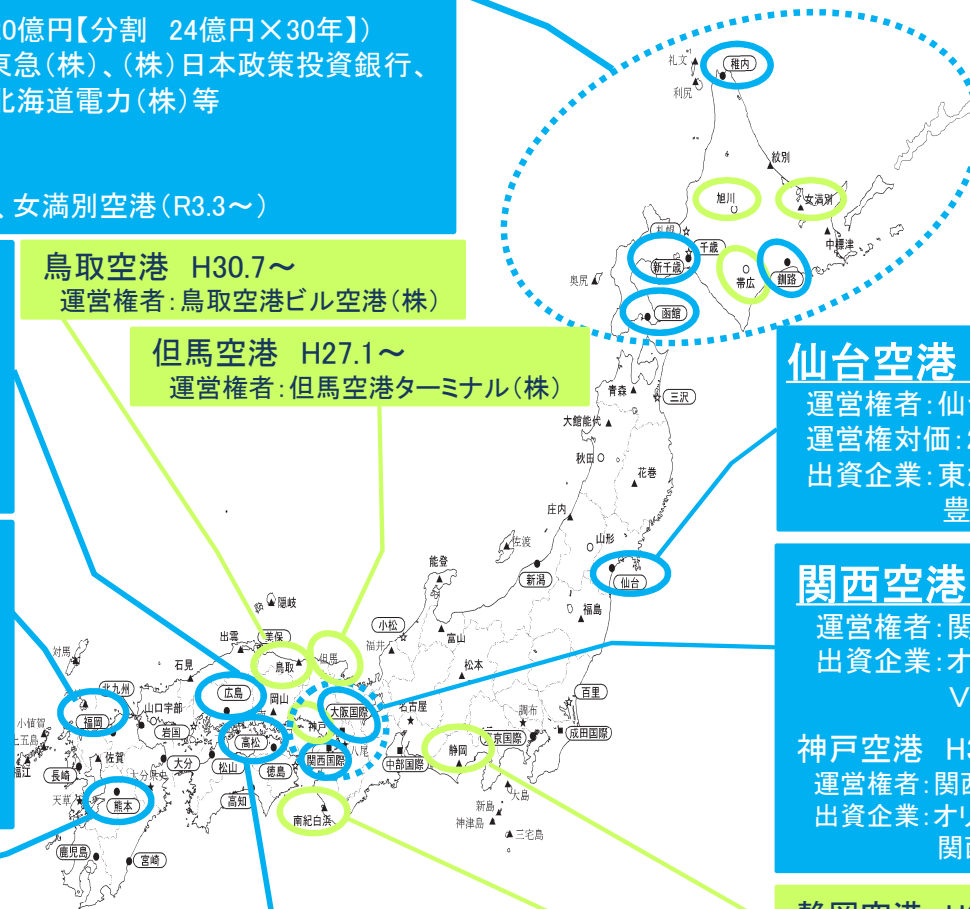 0億円【分割 24億円×30年】)
東急(株)、(株)日本政策投資銀行、
北海道電力(株)等
、女満別空港(R3.3～)
鳥取空港 H30.7～
運営権者:鳥取空港ビル空港(株)
但馬空港 H27.1～
運営権者:但馬空港ターミナル(株)
仙台空港
運営権者:仙
運営権対価:
出資企業:東
豊
関西空港
運営権者:関
出資企業:オ
神戸空港
運営権者:関西
出資企業:オリ
関西
静岡空港
礼文
稚内
利尻
紋別
旭川
女満別
札幌
中標津
千歳
新千歳
奥尻
帯広
釧路
函館
青森
三沢
大館能代
秋田
花巻
庄内
山形
佐渡
新潟
仙台
能登
福島
隠岐
小松
出雲
美保
福井
富山
対馬
石見
鳥取
但馬
松本
北九州
広島
岡山
百里
福岡
山口宇部
大阪国際
名古屋
調布
小値賀
岩国
神戸
成田国際
上五島
高松
八尾
静岡
東京国際
佐賀
関西国際
福江
長崎
大分
松山
徳島
中部国際
大分県央
大島
天草
熊本
高知
南紀白浜
新島
神津島
三宅島
鹿児島
宮崎